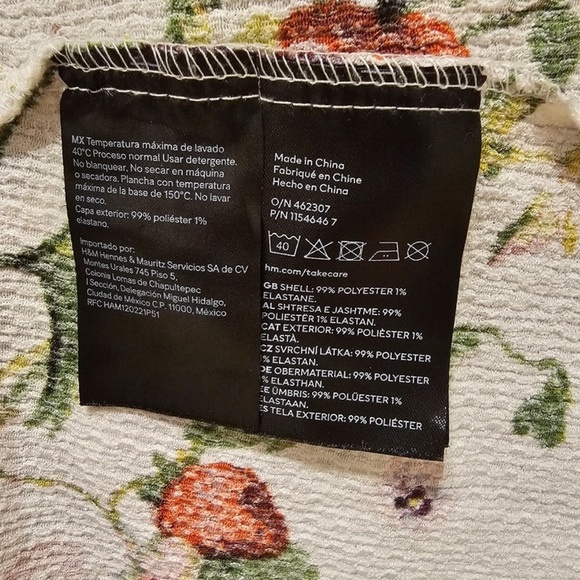 MX Temperatura máxima de lavado
40°C Proceso normal Usar detergente.
No blanquear. No secar en máquina
o secadora. Plancha con temperatura
máxima de la base de 150°C. No lavar
en seco.
Capa exterior: 99% poliéster 1%
elastano.
Importado por:
H&M Hennes & Mauritz Servicios SA de CV
Montes Urales 745 Piso 5,
Colonia Lomas de Chapultepec
I Sección, Delegación Miguel Hidalgo,
Ciudad de México C.P. 11000, México
RFC HAM120221P51
Made in China
Fabriqué en Chine
Hecho en China
O/N 462307
P/N 1154646 7
40
hm.com/takecare
GB SHELL: 99% POLYESTER 1%
ELASTANE.
AL SHTRESA E JASHTME: 99%
POLIESTËR 1% ELASTAN.
CAT EXTERIOR: 99% POLIÈSTER 1%
ELASTÀ.
CZ SVRCHNÍ LÁTKA: 99% POLYESTER
1% ELASTAN.
DE OBERMATERIAL: 99% POLYESTER
1% ELASTHAN.
EE ÜMBRIS: 99% POLÜESTER 1%
ELASTAAN.
ES TELA EXTERIOR: 99% POLIÉSTER